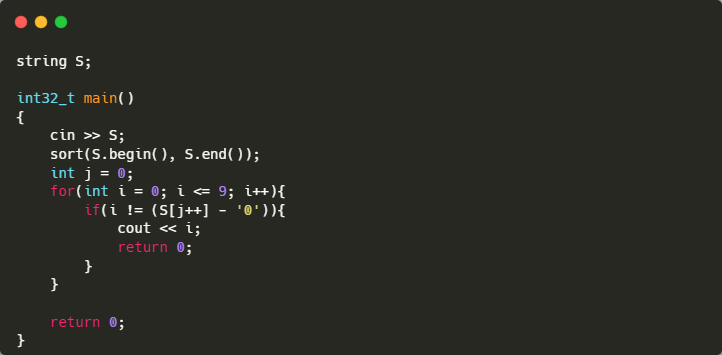 string S;
int32_t main()
{
    cin >> S;
    sort(S.begin(), S.end());
    int j = 0;
    for(int i = 0; i <= 9; i++){
        if(i != (S[j++] - '0')){
            cout << i;
            return 0;
        }
    }
    return 0;
}